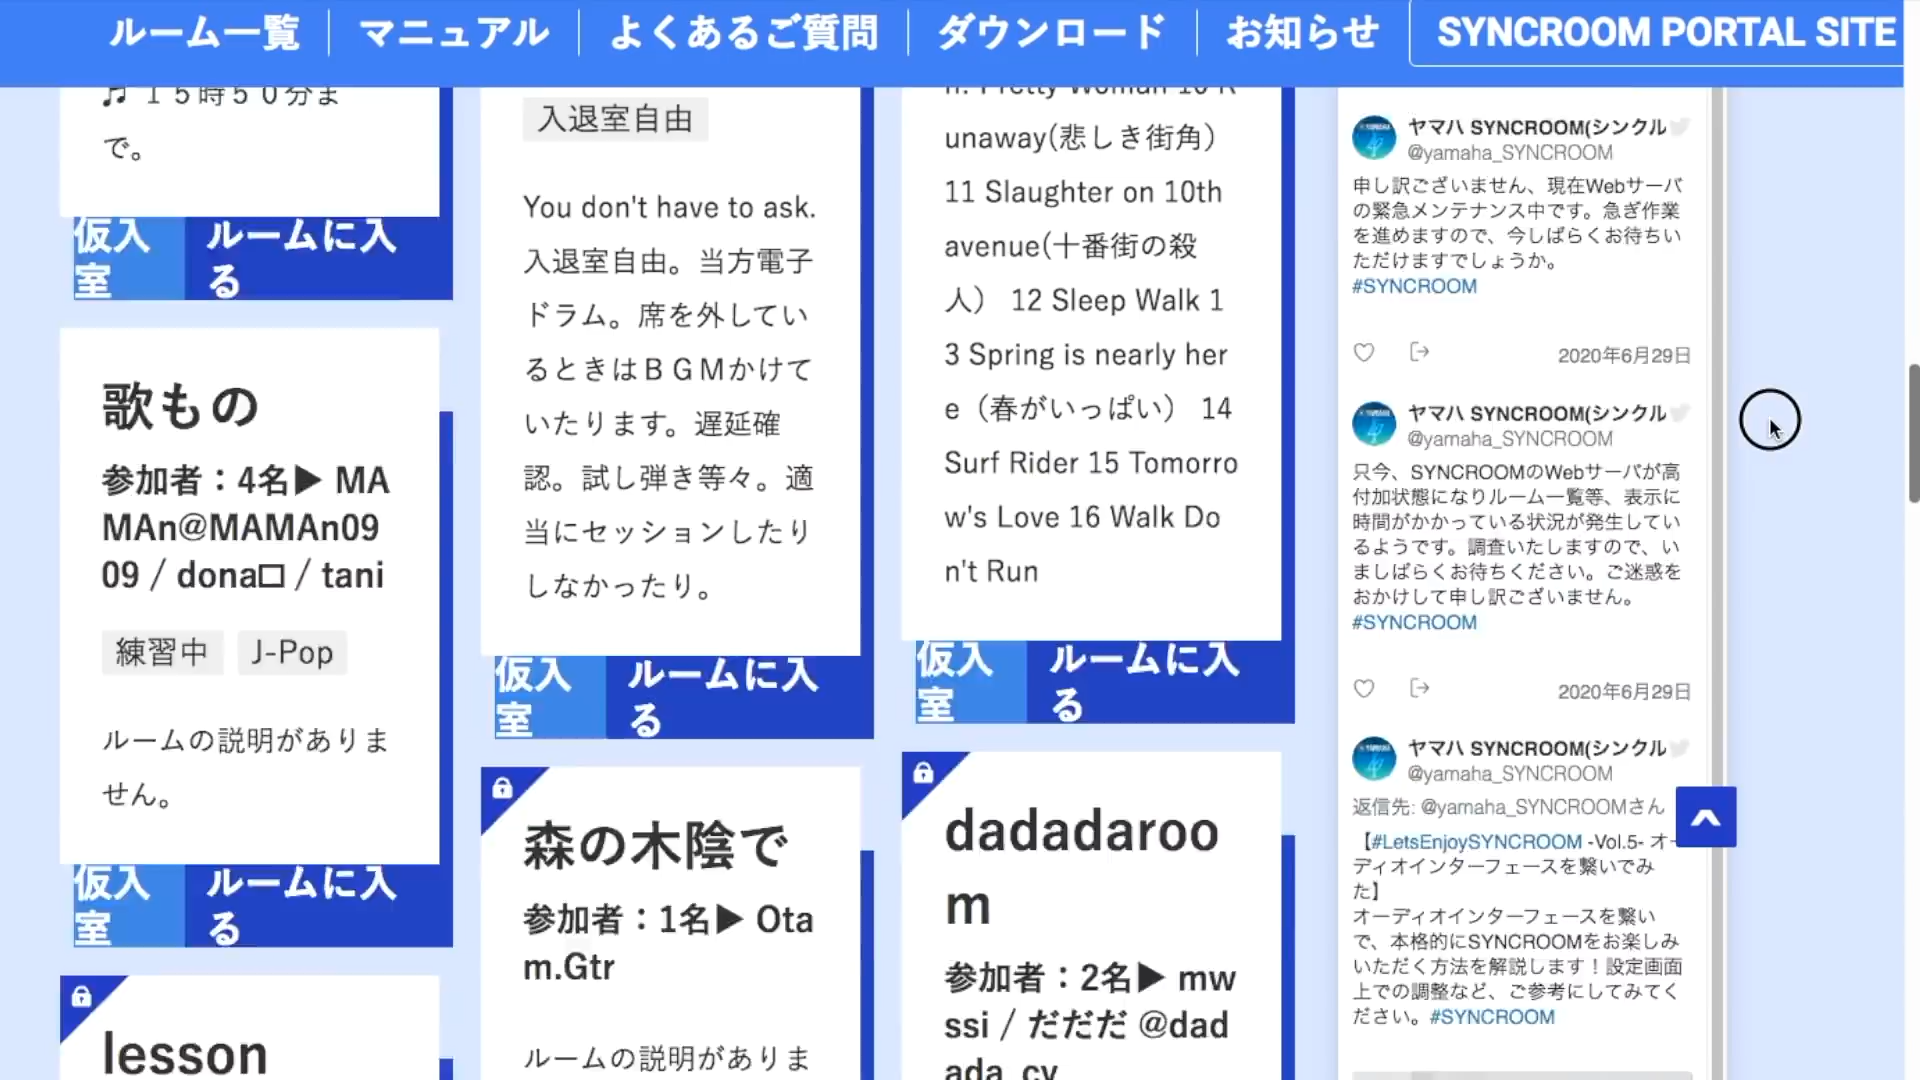 ルーム一覧
マニュアル
よくあるご質問
ダウンロード
お知らせ
SYNCROOM PORTAL SITE
♬ １５時５０分ま
で。
仮入
室
ルームに入
る
歌もの
参加者：4名▶ MA
MAn@MAMAn09
09 / dona□ / tani
練習中
J-Pop
ルームの説明がありま
せん。
仮入
室
ルームに入
る
lesson
入退室自由
You don't have to ask.
入退室自由。当方電子
ドラム。席を外してい
るときはＢＧＭかけて
いたります。遅延確
認。試し弾き等々。適
当にセッションしたり
しなかったり。
仮入
室
ルームに入
る
森の木陰で
参加者：1名▶ Ota
m.Gtr
ルームの説明がありま
n. Pretty Woman 10 R
unaway(悲しき街角）
11 Slaughter on 10th
avenue(十番街の殺
人） 12 Sleep Walk 1
3 Spring is nearly her
e（春がいっぱい） 14
Surf Rider 15 Tomorro
w's Love 16 Walk Do
n't Run
仮入
室
ルームに入
る
dadadaroo
m
参加者：2名▶ mw
ssi / だだだ @dad
ada_cy
ヤマハ SYNCROOM(シンクル
@yamaha_SYNCROOM
申し訳ございません、現在Webサーバ
の緊急メンテナンス中です。急ぎ作業
を進めますので、今しばらくお待ちい
ただけますでしょうか。
#SYNCROOM
2020年6月29日
ヤマハ SYNCROOM(シンクル
@yamaha_SYNCROOM
只今、SYNCROOMのWebサーバが高
付加状態になりルーム一覧等、表示に
時間がかかっている状況が発生してい
るようです。調査いたしますので、い
ましばらくお待ちください。ご迷惑を
おかけして申し訳ございません。
#SYNCROOM
2020年6月29日
ヤマハ SYNCROOM(シンクル
@yamaha_SYNCROOM
返信先: @yamaha_SYNCROOMさん
【#LetsEnjoySYNCROOM -Vol.5- オー
ディオインターフェースを繋いでみ
た】
オーディオインターフェースを繋い
で、本格的にSYNCROOMをお楽しみ
いただく方法を解説します！設定画面
上での調整など、ご参考にしてみてく
ださい。#SYNCROOM